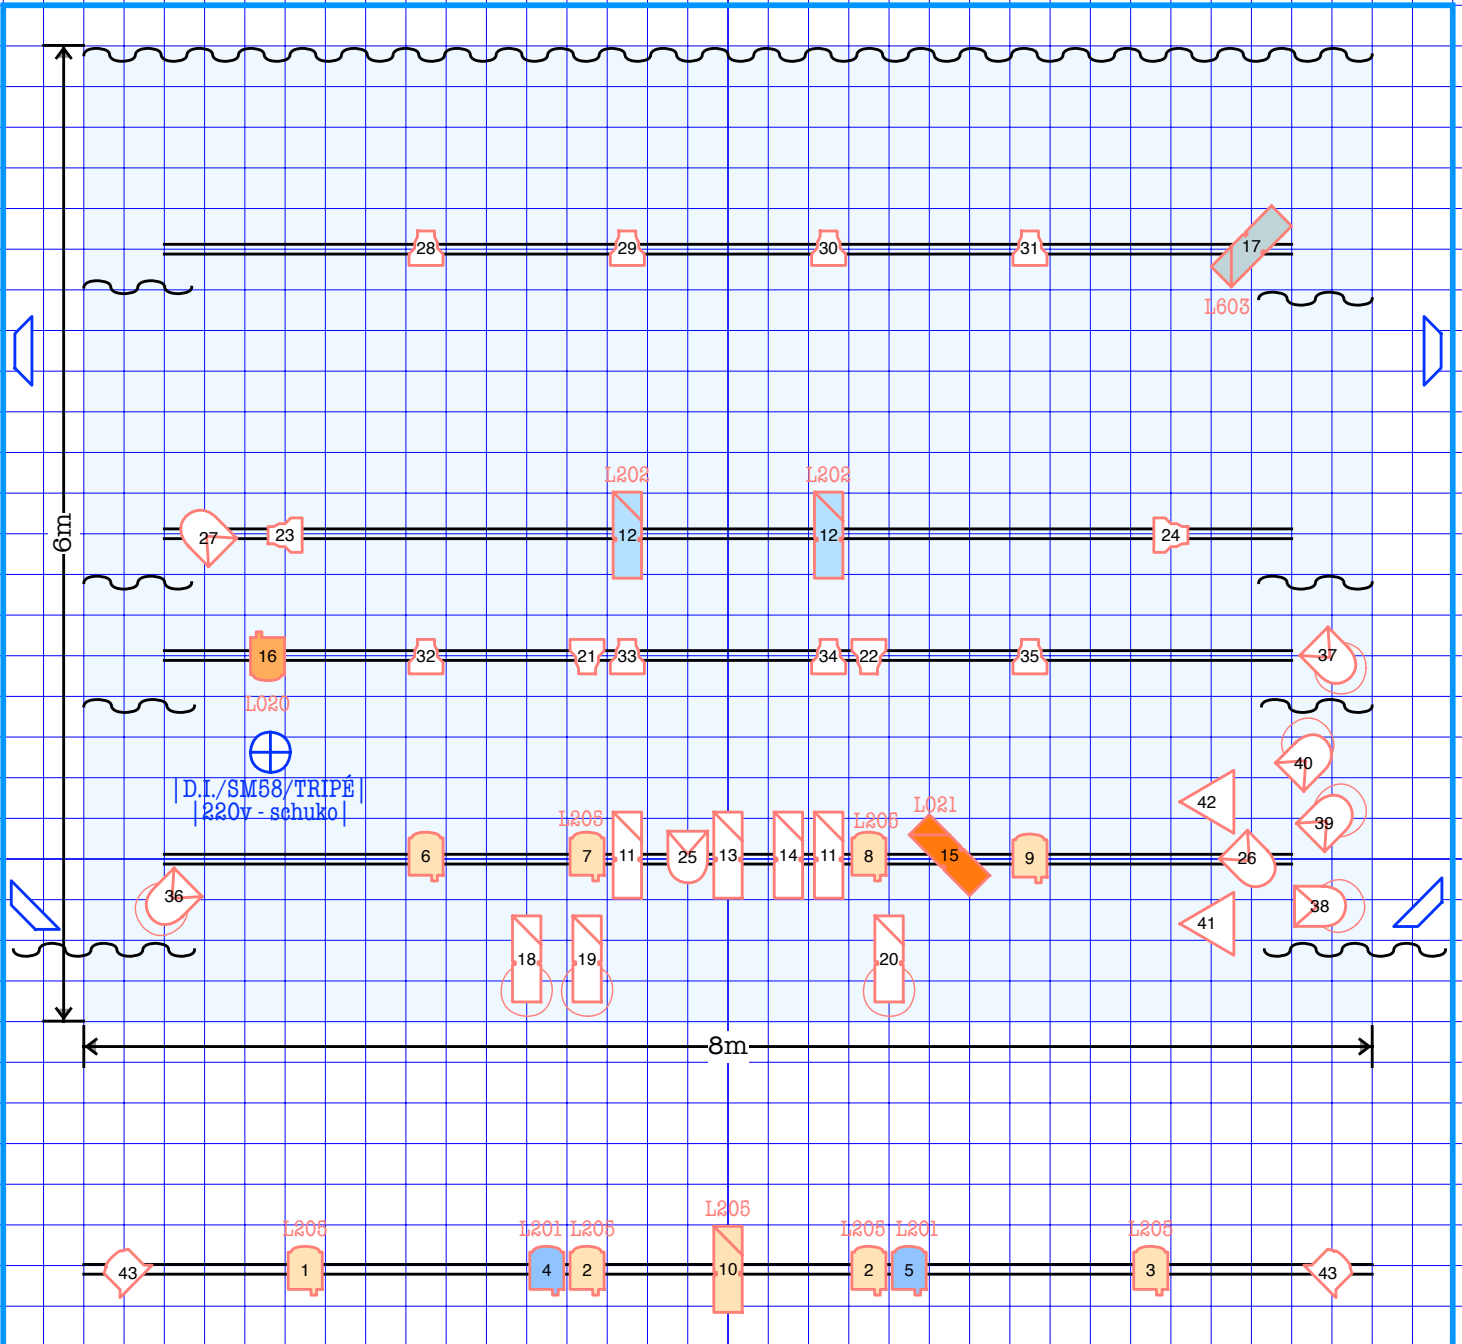 28 29 30 31 17
L603
6m
L202 L202
27 23 12 12 24
16 32 21 33 34 22 35 37
L020
40
|D.I./SM58/TRIPÉ|
|220v - schuko|
42
L205 L205 L021
39
6 7 11 25 13 14 11 8 15 9 26
36 38
41
18 19 20
8m
L205
L205 L201 L205 L205 L201 L205
43 1 4 2 10 2 5 3 43